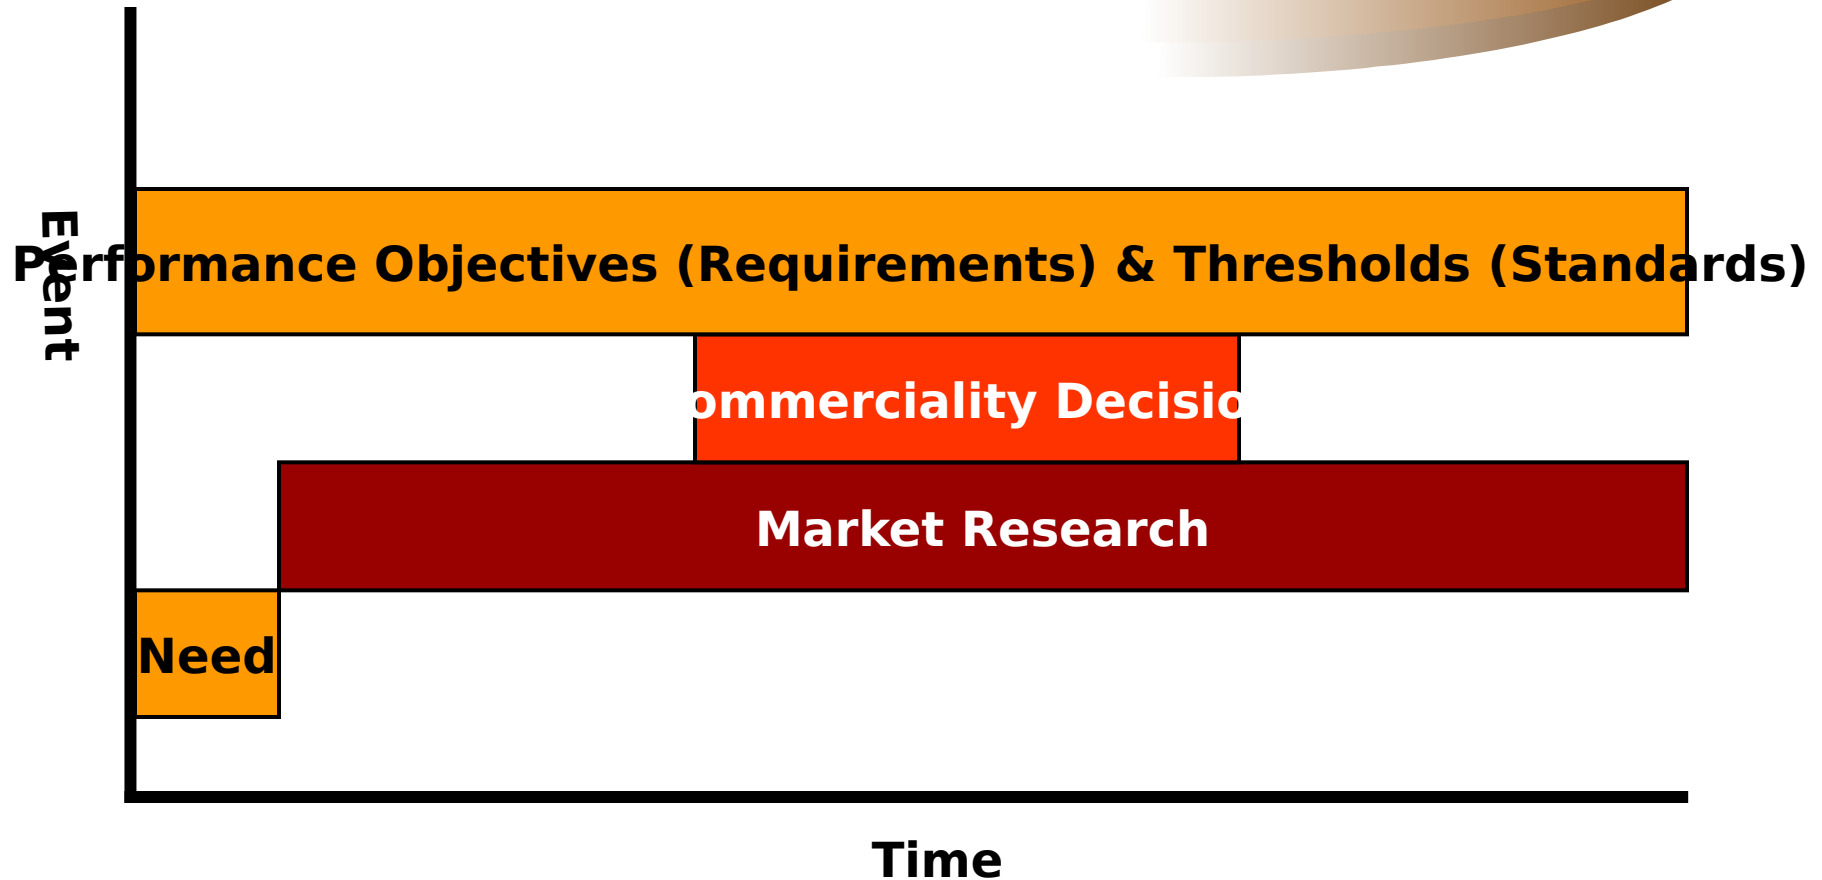 Event
Performance Objectives (Requirements) & Thresholds (Standards)
ommerciality Decisio
Market Research
Need
Time